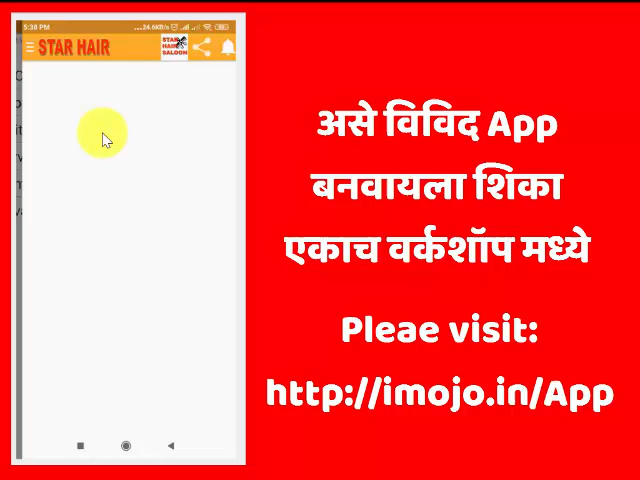 5:38 PM
...24.6KB/s
STAR HAIR
STAR
HAIR
SALOON
असे विविद App
बनवायला शिका
एकाच वर्कशॉप मध्ये
Pleae visit:
http://imojo.in/App